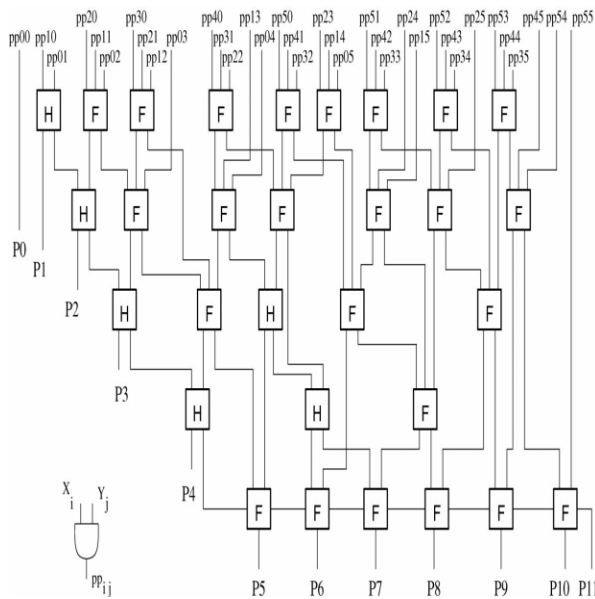 pp20 pp30 pp40 pp13 pp50 pp23 pp51 pp24 pp52 pp25 pp53 pp45 pp55
pp00 pp10 pp11 pp21 pp03 pp31 pp04 pp41 pp14 pp42 pp15 pp43 pp44 pp54
pp01 pp02 pp12 pp22 pp32 pp05 pp33 pp34 pp35
H F F F F F F F F
H F F F F F F
P0
P1
P2
H F H F F
P3
H H F
P4
X i Y j
F F F F F F
pp i j
P5 P6 P7 P8 P9 P10 P11